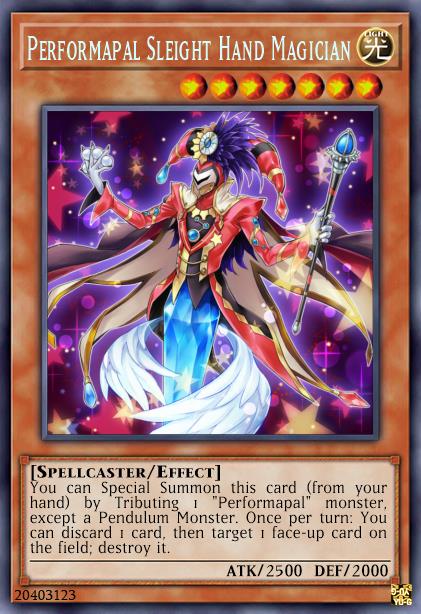 PERFORMAPAL SLEIGHT HAND MAGICIAN
LIGHT
光
[SPELLCASTER/EFFECT]
You can Special Summon this card (from your
hand) by Tributing 1 "Performapal" monster,
except a Pendulum Monster. Once per turn: You
can discard 1 card, then target 1 face-up card on
the field; destroy it.
ATK/2500 DEF/2000
20403123